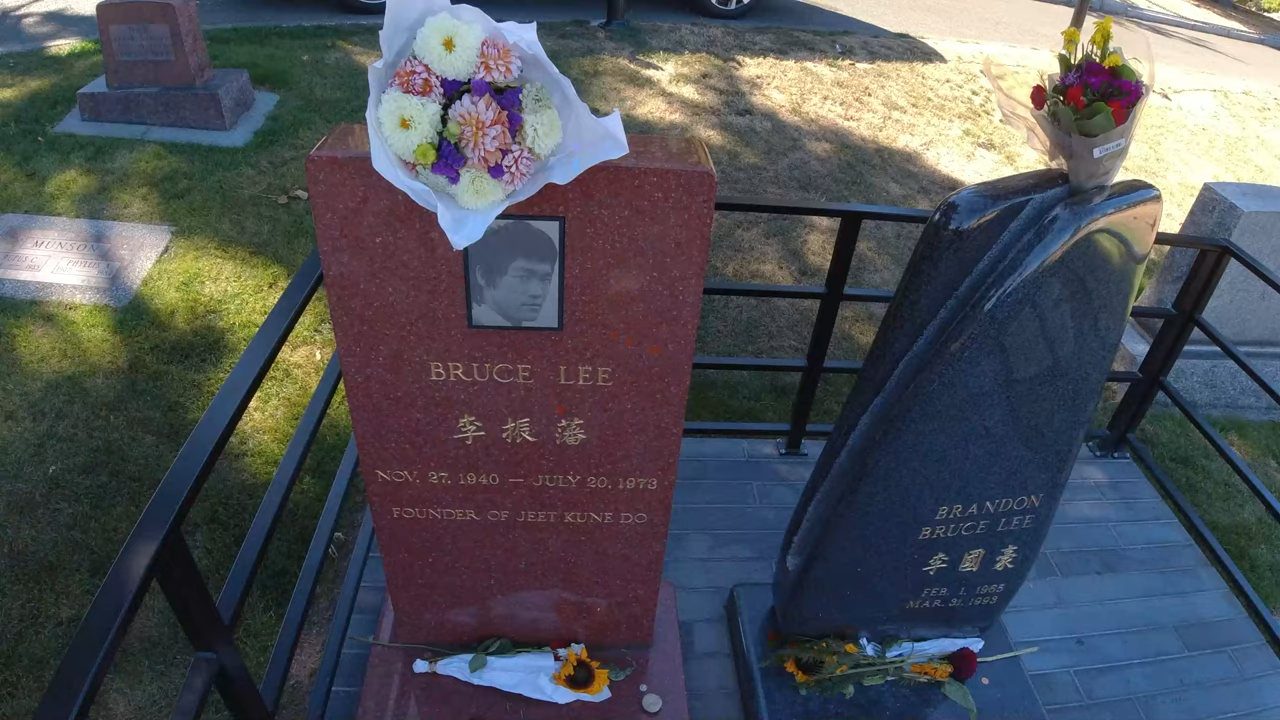 MUNSON
BRUCE LEE
李振藩
NOV. 27. 1940 — JULY 20, 1973
FOUNDER OF JEET KUNE DO
BRANDON
BRUCE LEE
李國豪
FEB. 1, 1965
MAR. 31, 1993